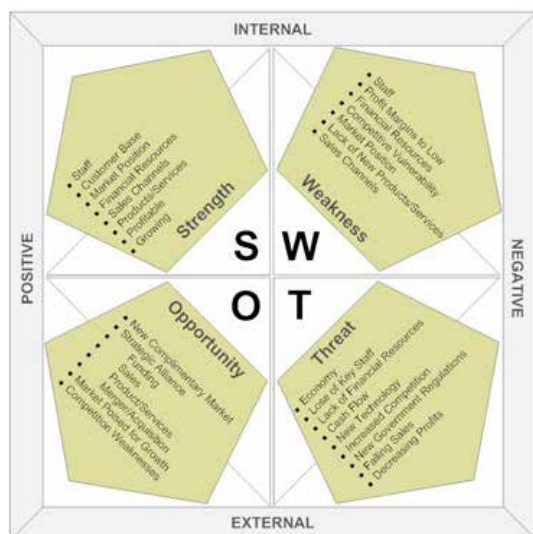 INTERNAL
POSITIVE
NEGATIVE
EXTERNAL
S W
O T
Strength
• Staff
• Customer Base
• Market Position
• Financial Resources
• Sales Channels
• Products/Services
• Profitable
• Growing
Weakness
• Staff
• Profit Margins to Low
• Financial Resources
• Competitive Vulnerability
• Market Position
• Lack of New Products/Services
• Sales Channels
Opportunity
• New Complimentary Market
• Strategic Alliance
• Funding
• Sales
• Product/Services
• Merger/Acquisition
• Market Poised for Growth
• Competition Weaknesses
Threat
• Economy
• Lose of Key Staff
• Lack of Financial Resources
• Cash Flow
• New Technology
• Increased Competition
• New Government Regulations
• Falling Sales
• Decreasing Profits